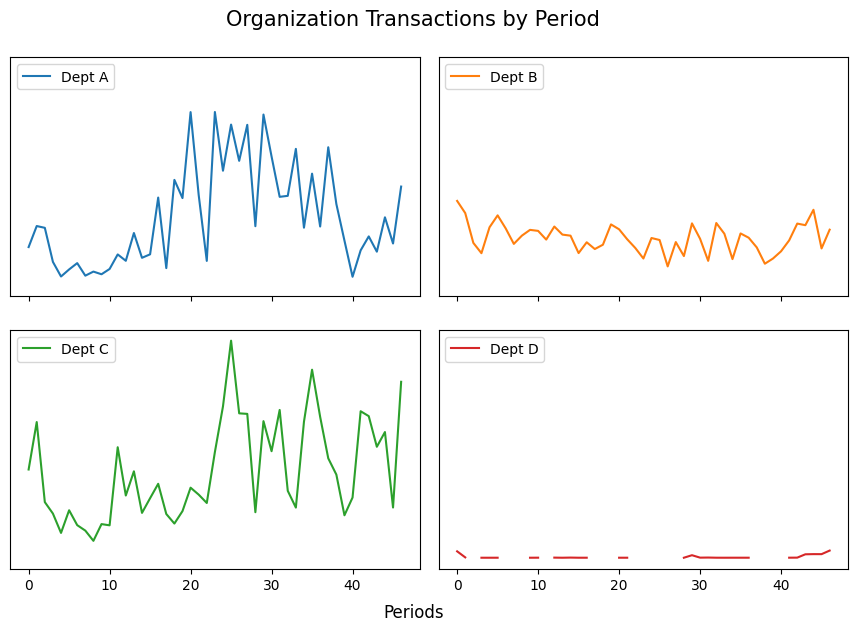 Organization Transactions by Period
Dept A
Dept B
Dept C
Dept D
0 10 20 30 40
0 10 20 30 40
Periods